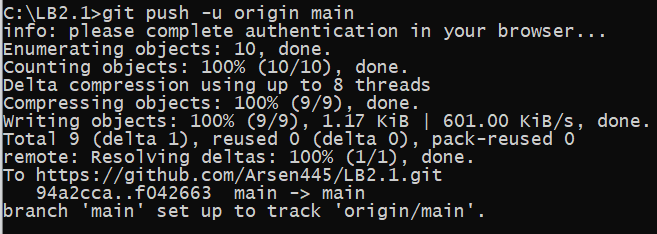 C:\LB2.1>git push -u origin main
info: please complete authentication in your browser...
Enumerating objects: 10, done.
Counting objects: 100% (10/10), done.
Delta compression using up to 8 threads
Compressing objects: 100% (9/9), done.
Writing objects: 100% (9/9), 1.17 KiB | 601.00 KiB/s, done.
Total 9 (delta 1), reused 0 (delta 0), pack-reused 0
remote: Resolving deltas: 100% (1/1), done.
To https://github.com/Arsen445/LB2.1.git
   94a2cca..f042663  main -> main
branch 'main' set up to track 'origin/main'.